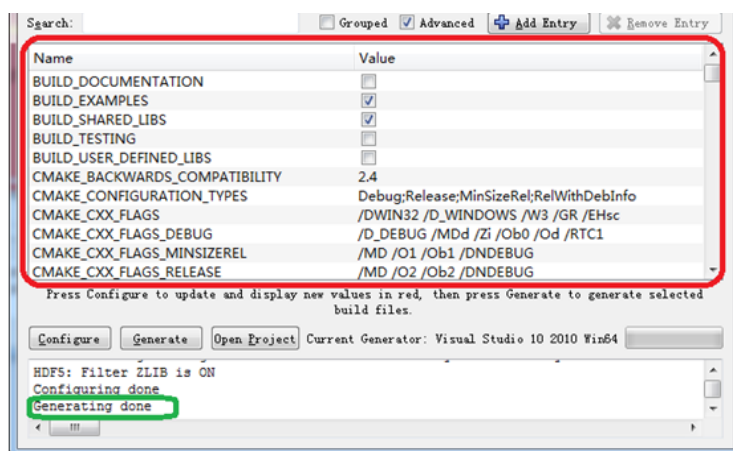 Search: Grouped Advanced Add Entry Remove Entry
Name Value
BUILD_DOCUMENTATION
BUILD_EXAMPLES
BUILD_SHARED_LIBS
BUILD_TESTING
BUILD_USER_DEFINED_LIBS
CMAKE_BACKWARDS_COMPATIBILITY 2.4
CMAKE_CONFIGURATION_TYPES Debug;Release;MinSizeRel;RelWithDebInfo
CMAKE_CXX_FLAGS /DWIN32 /D_WINDOWS /W3 /GR /EHsc
CMAKE_CXX_FLAGS_DEBUG /D_DEBUG /MDd /Zi /Ob0 /Od /RTC1
CMAKE_CXX_FLAGS_MINSIZEREL /MD /O1 /Ob1 /DNDEBUG
CMAKE_CXX_FLAGS_RELEASE /MD /O2 /Ob2 /DNDEBUG
Press Configure to update and display new values in red, then press Generate to generate selected
build files.
Configure Generate Open Project Current Generator: Visual Studio 10 2010 Win64
HDF5: Filter ZLIB is ON
Configuring done
Generating done